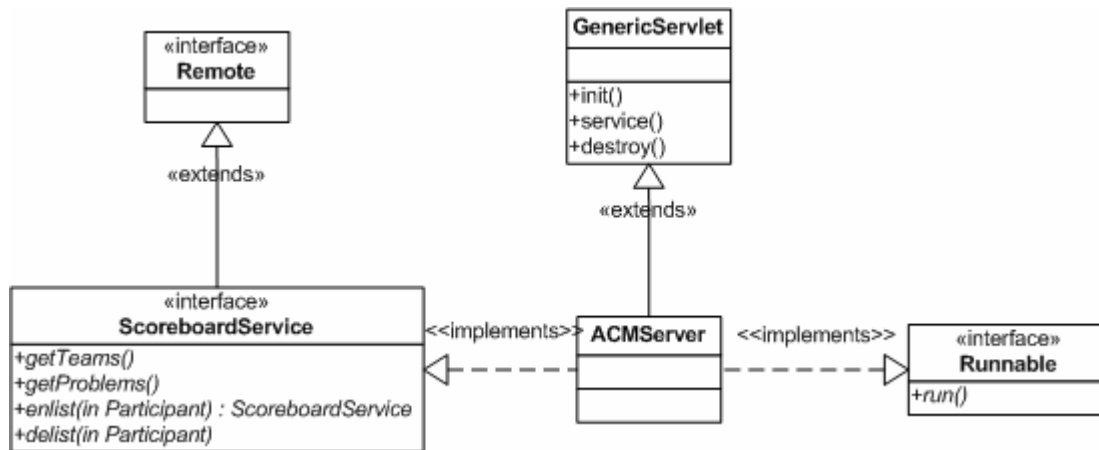 «interface»
Remote
GenericServlet
+init()
+service()
+destroy()
«extends»
«extends»
«interface»
ScoreboardService
+getTeams()
+getProblems()
+enlist(in Participant) : ScoreboardService
+delist(in Participant)
<<implements>>
ACMServer
<<implements>>
«interface»
Runnable
+run()